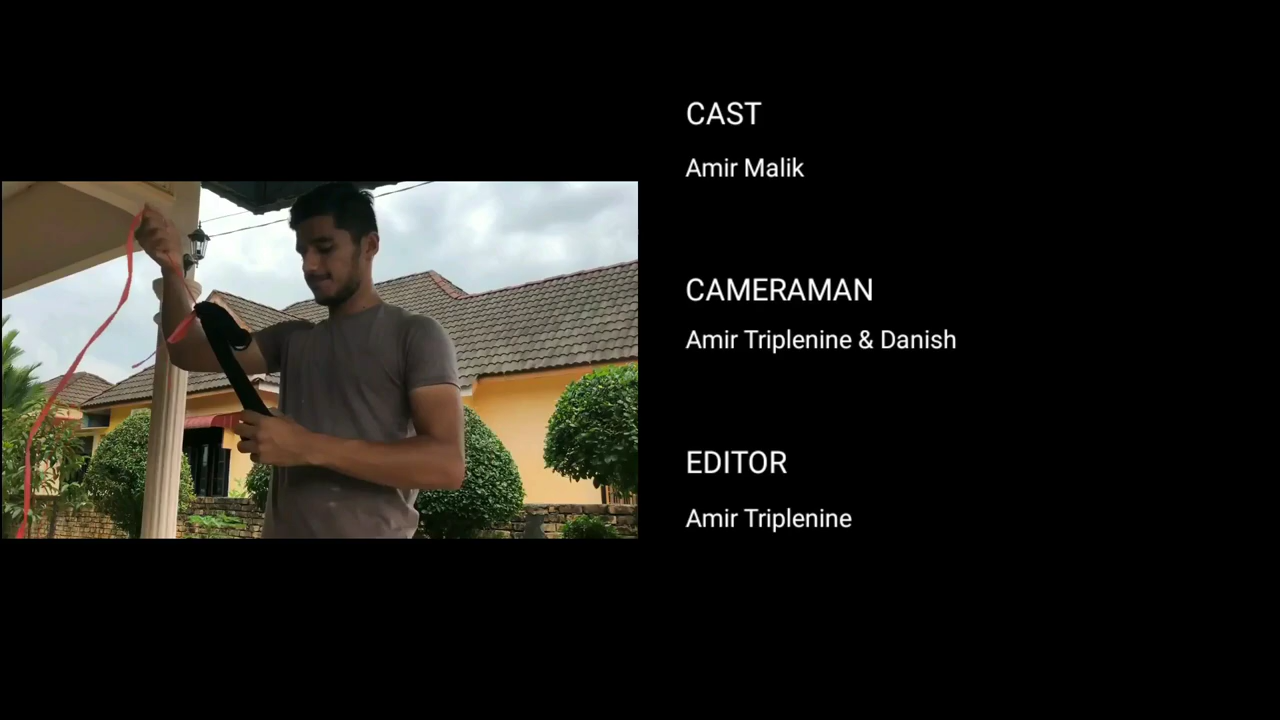 CAST
Amir Malik
CAMERAMAN
Amir Triplenine & Danish
EDITOR
Amir Triplenine